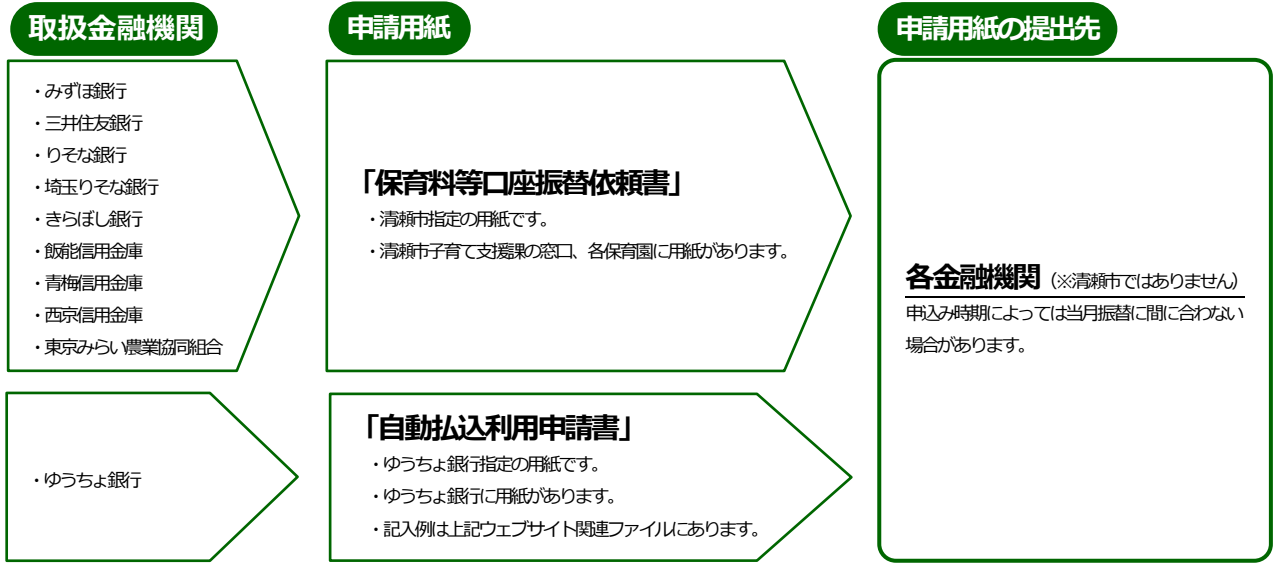 取扱金融機関
・みずほ銀行
・三井住友銀行
・りそな銀行
・埼玉りそな銀行
・きらぼし銀行
・飯能信用金庫
・青梅信用金庫
・西京信用金庫
・東京みらい農業協同組合
・ゆうちょ銀行
申請用紙
「保育料等口座振替依頼書」
・清瀬市指定の用紙です。
・清瀬市子育て支援課の窓口、各保育園に用紙があります。
「自動払込利用申請書」
・ゆうちょ銀行指定の用紙です。
・ゆうちょ銀行に用紙があります。
・記入例は上記ウェブサイト関連ファイルにあります。
申請用紙の提出先
各金融機関（※清瀬市ではありません）
申込み時期によっては当月振替に間に合わない
場合があります。